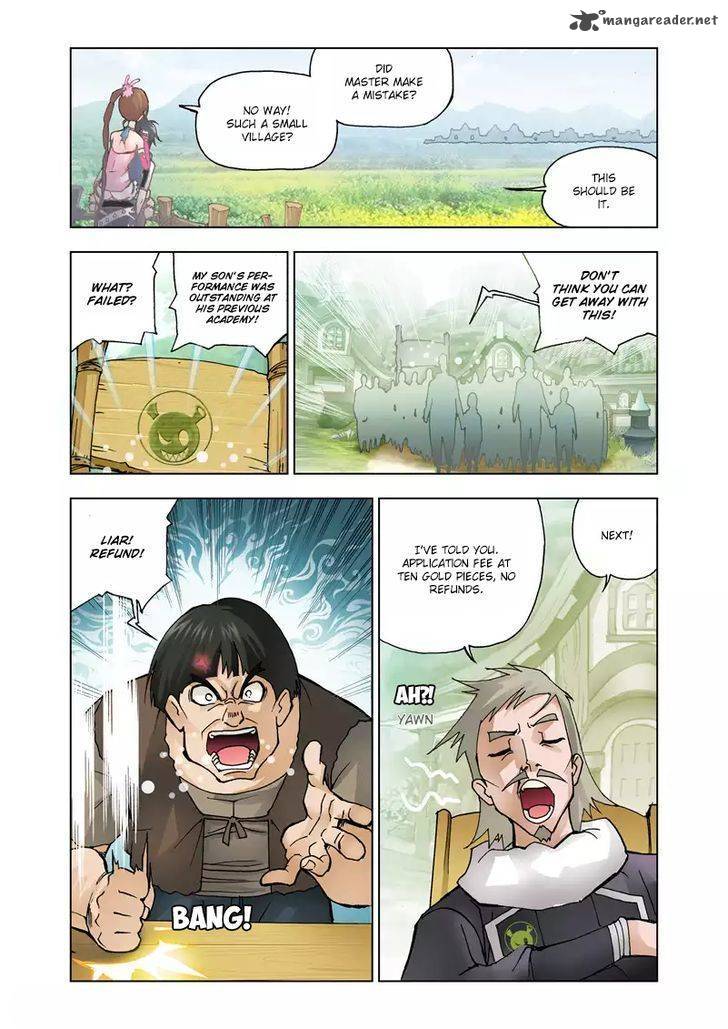 mangareader.net
DID
MASTER MAKE
A MISTAKE?
NO WAY!
SUCH A SMALL
VILLAGE?
THIS
SHOULD BE
IT.
WHAT?
FAILED?
MY SON'S PER-
FORMANCE WAS
OUTSTANDING AT
HIS PREVIOUS
ACADEMY!
DON'T
THINK YOU CAN
GET AWAY WITH
THIS!
LIAR!
REFUND!
BANG!
NEXT!
I'VE TOLD YOU.
APPLICATION FEE AT
TEN GOLD PIECES, NO
REFUNDS.
AH?!
YAWN